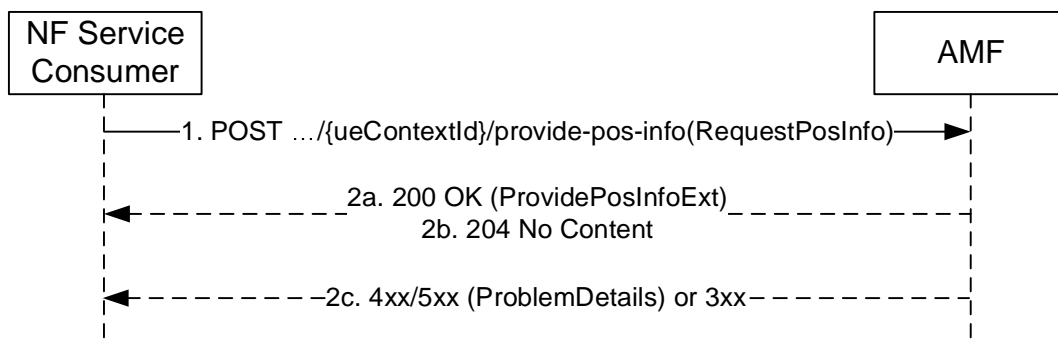 NF Service
Consumer
AMF
1. POST …/{ueContextId}/provide-pos-info(RequestPosInfo)
2a. 200 OK (ProvidePosInfoExt)
2b. 204 No Content
2c. 4xx/5xx (ProblemDetails) or 3xx